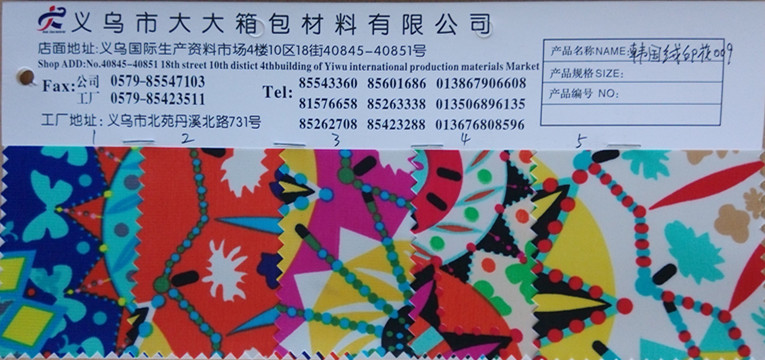 义乌市大大箱包材料有限公司
店面地址:义乌国际生产资料市场4楼10区18街40845-40851号
Shop ADD:No.40845-40851 18th street 10th distict 4thbuilding of Yiwu international production materials Market
Fax: 公司 0579-85547103
工厂 0579-85423511
Tel: 85543360 85601686 013867906608
81576658 85263338 013506896135
85262708 85423288 013676808596
工厂地址: 义乌市北苑丹溪北路731号
产品名称NAME: 韩国绒印花009
产品规格SIZE:
产品编号 NO:
1 2 3 4 5